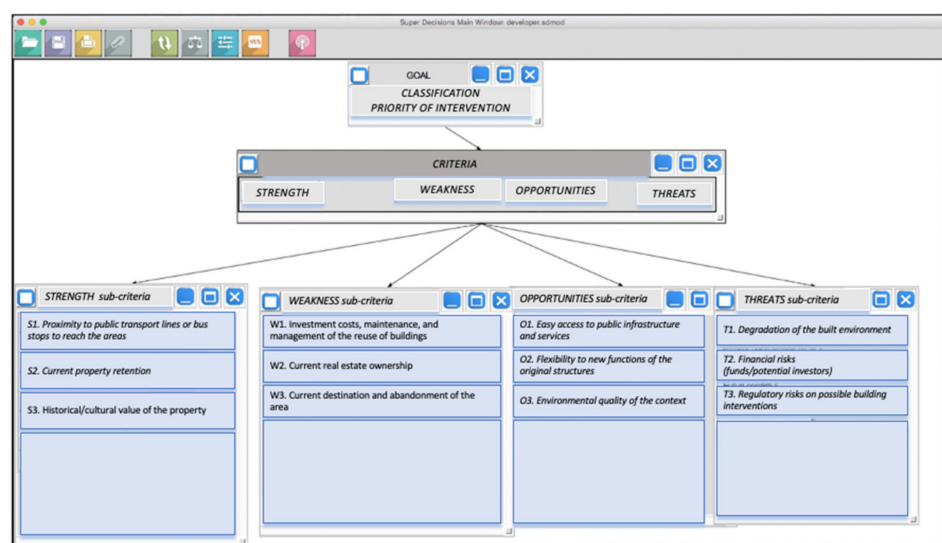 Super Decisions Main Window: developer.sdmod
GOAL
CLASSIFICATION
PRIORITY OF INTERVENTION
CRITERIA
STRENGTH
WEAKNESS
OPPORTUNITIES
THREATS
STRENGTH sub-criteria
S1. Proximity to public transport lines or bus
stops to reach the areas
S2. Current property retention
S3. Historical/cultural value of the property
WEAKNESS sub-criteria
W1. Investment costs, maintenance, and
management of the reuse of buildings
W2. Current real estate ownership
W3. Current destination and abandonment of the
area
OPPORTUNITIES sub-criteria
O1. Easy access to public infrastructure
and services
O2. Flexibility to new functions of the
original structures
O3. Environmental quality of the context
THREATS sub-criteria
T1. Degradation of the built environment
T2. Financial risks
(funds/potential investors)
T3. Regulatory risks on possible building
interventions